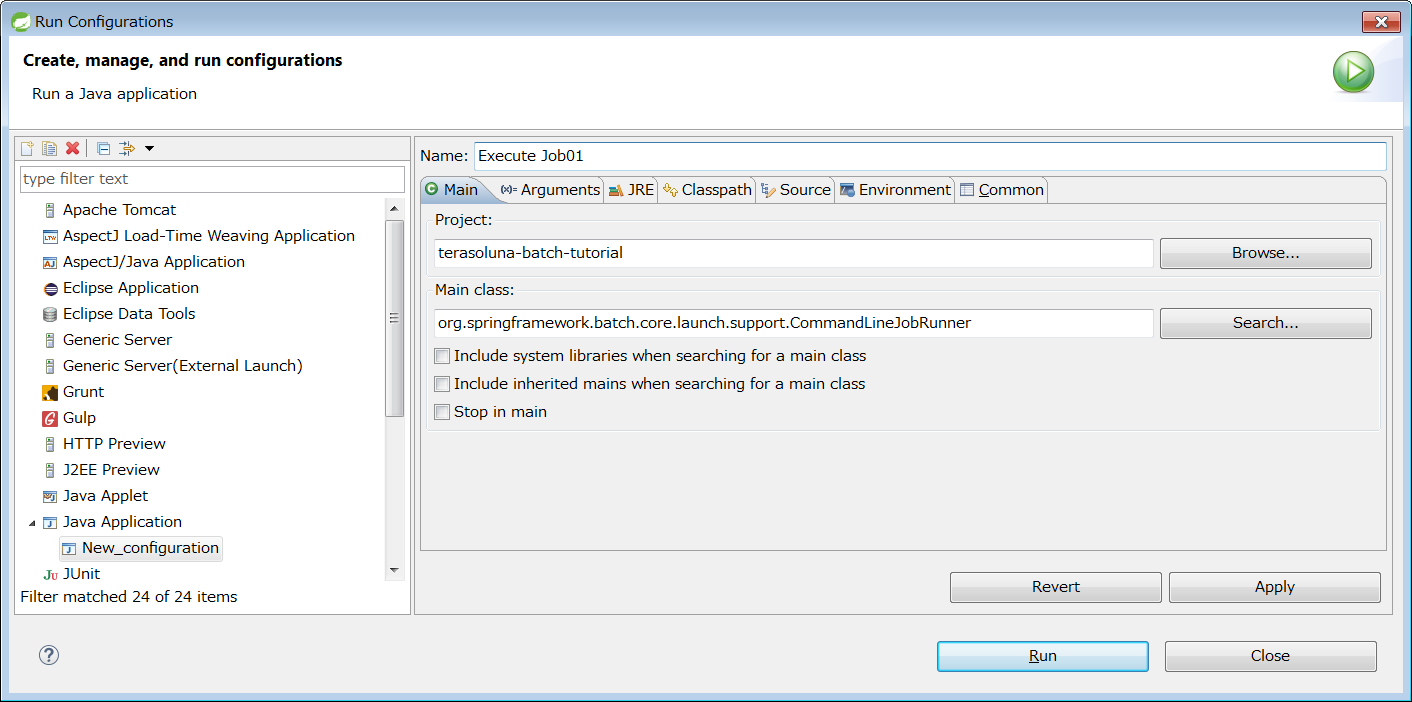 Run Configurations
Create, manage, and run configurations
Run a Java application
type filter text
Apache Tomcat
AspectJ Load-Time Weaving Application
AspectJ/Java Application
Eclipse Application
Eclipse Data Tools
Generic Server
Generic Server(External Launch)
Grunt
Gulp
HTTP Preview
J2EE Preview
Java Applet
Java Application
New_configuration
JUnit
Filter matched 24 of 24 items
Name: Execute Job01
Main Arguments JRE Classpath Source Environment Common
Project:
terasoluna-batch-tutorial Browse...
Main class:
org.springframework.batch.core.launch.support.CommandLineJobRunner Search...
Include system libraries when searching for a main class
Include inherited mains when searching for a main class
Stop in main
Revert Apply
Run Close